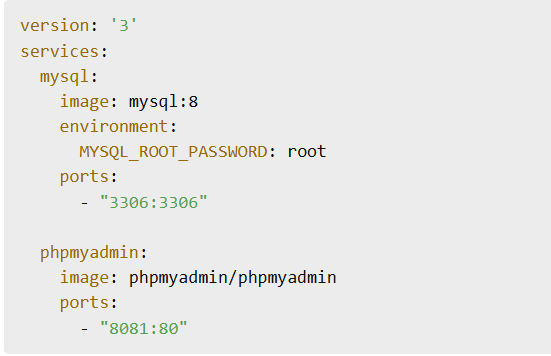 version: '3'
services:
  mysql:
    image: mysql:8
    environment:
      MYSQL_ROOT_PASSWORD: root
    ports:
      - "3306:3306"

  phpmyadmin:
    image: phpmyadmin/phpmyadmin
    ports:
      - "8081:80"